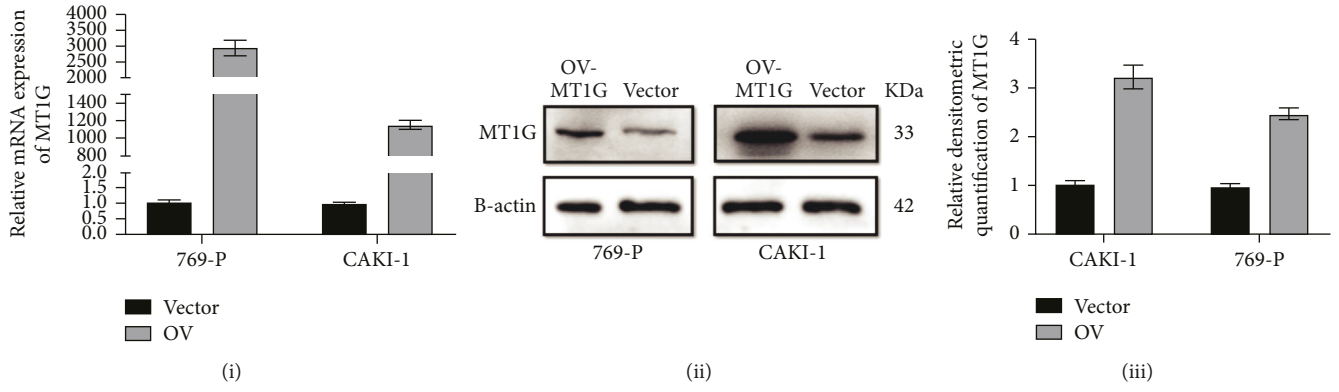 Relative mRNA expression
of MT1G
4000
3500
3000
2500
2000
1400
1200
1000
800
2.0
1.5
1.0
0.5
0.0
769-P
CAKI-1
Vector
OV
(i)
OV-
MT1G
Vector
OV-
MT1G
Vector
KDa
MT1G
33
B-actin
42
769-P
CAKI-1
(ii)
Relative densitometric
quantification of MT1G
4
3
2
1
0
CAKI-1
769-P
Vector
OV
(iii)